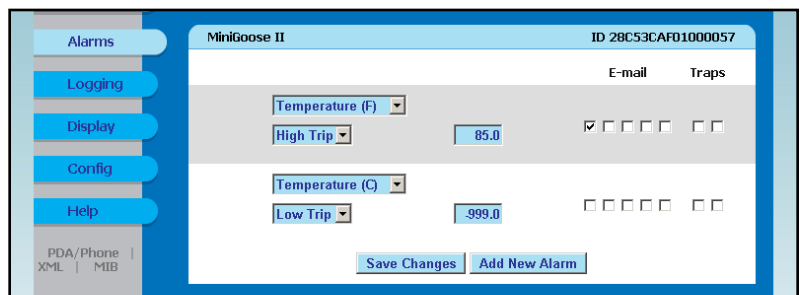 Alarms
Logging
Display
Config
Help
PDA/Phone |
XML | MIB
MiniGoose II ID 28C53CAF01000057
E-mail Traps
Temperature (F)
High Trip 85.0
Temperature (C)
Low Trip -999.0
Save Changes Add New Alarm